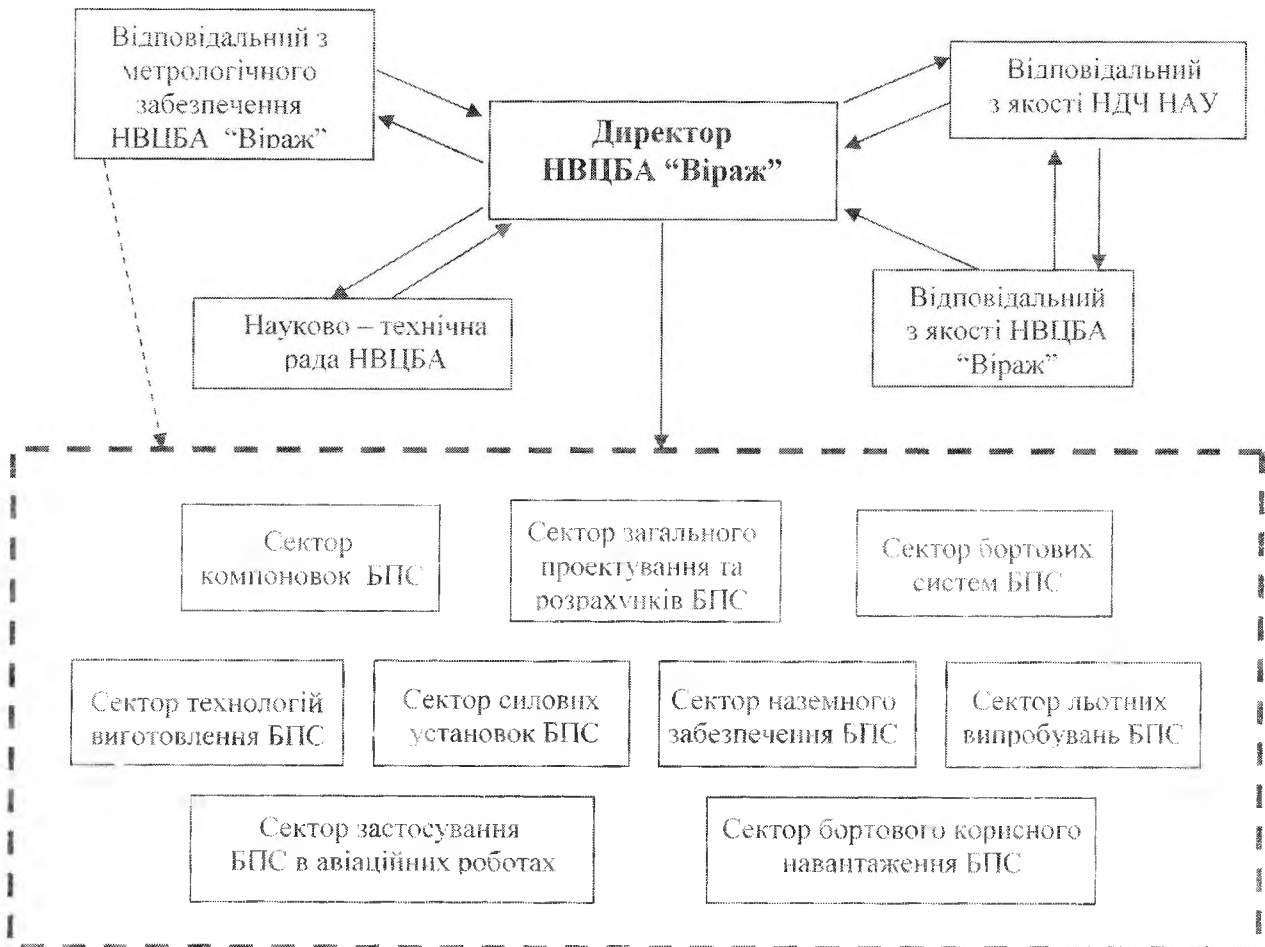 Відповідальний з
метрологічного
забезпечення
НВЦБА “Віраж”
Директор
НВЦБА “Віраж”
Відповідальний
з якості НДЧ НАУ
Науково – технічна
рада НВЦБА
Відповідальний
з якості НВЦБА
“Віраж”
Сектор
компоновок БПС
Сектор загального
проектування та
розрахунків БПС
Сектор бортових
систем БПС
Сектор технологій
виготовлення БПС
Сектор силових
установок БПС
Сектор наземного
забезпечення БПС
Сектор льотних
випробувань БПС
Сектор застосування
БПС в авіаційних роботах
Сектор бортового корисного
навантаження БПС